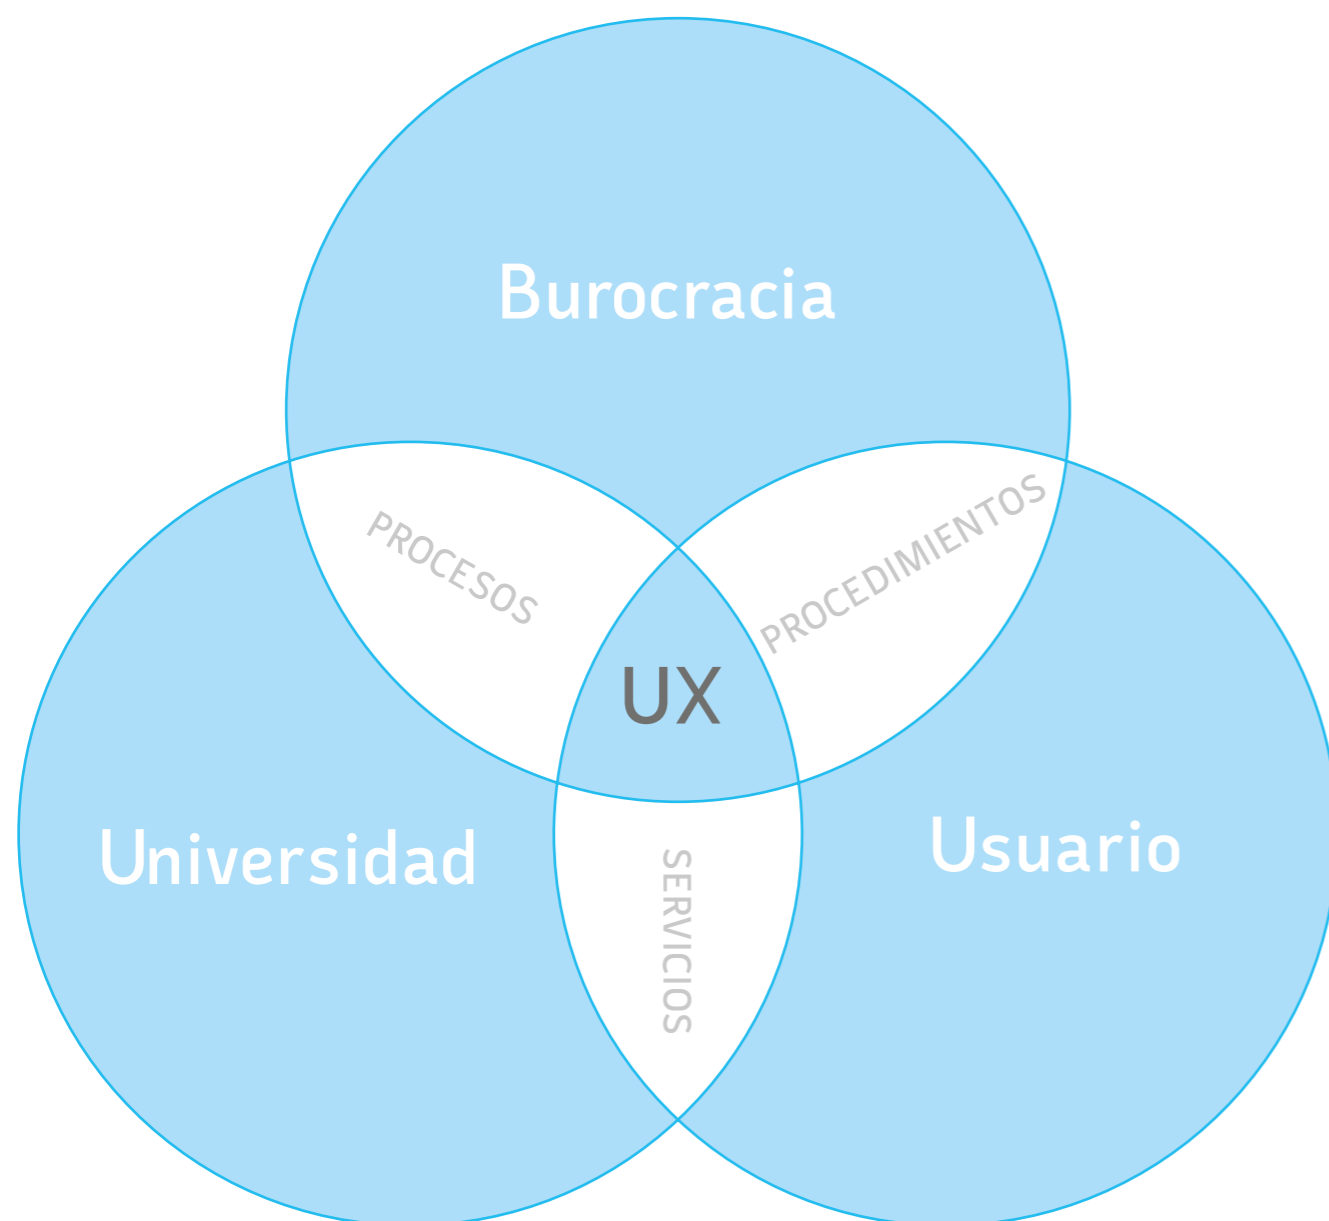 Burocracia
PROCESOS
PROCEDIMIENTOS
UX
Universidad
Usuario
SERVICIOS